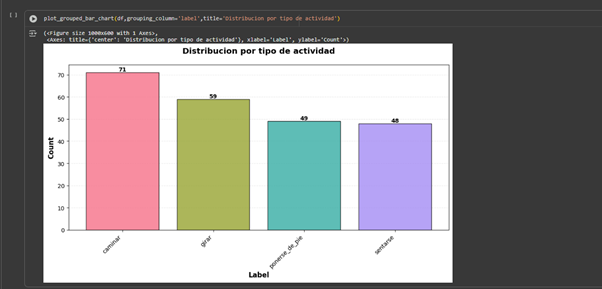 [ ]
plot_grouped_bar_chart(df,grouping_column='label',title='Distribucion por tipo de actividad')
(<Figure size 1000x600 with 1 Axes>,
<Axes: title={'center': 'Distribucion por tipo de actividad'}, xlabel='Label', ylabel='Count'>)
Distribucion por tipo de actividad
Count
70
60
50
40
30
20
10
0
71
59
49
48
caminar
girar
ponerse_de_pie
sentarse
Label